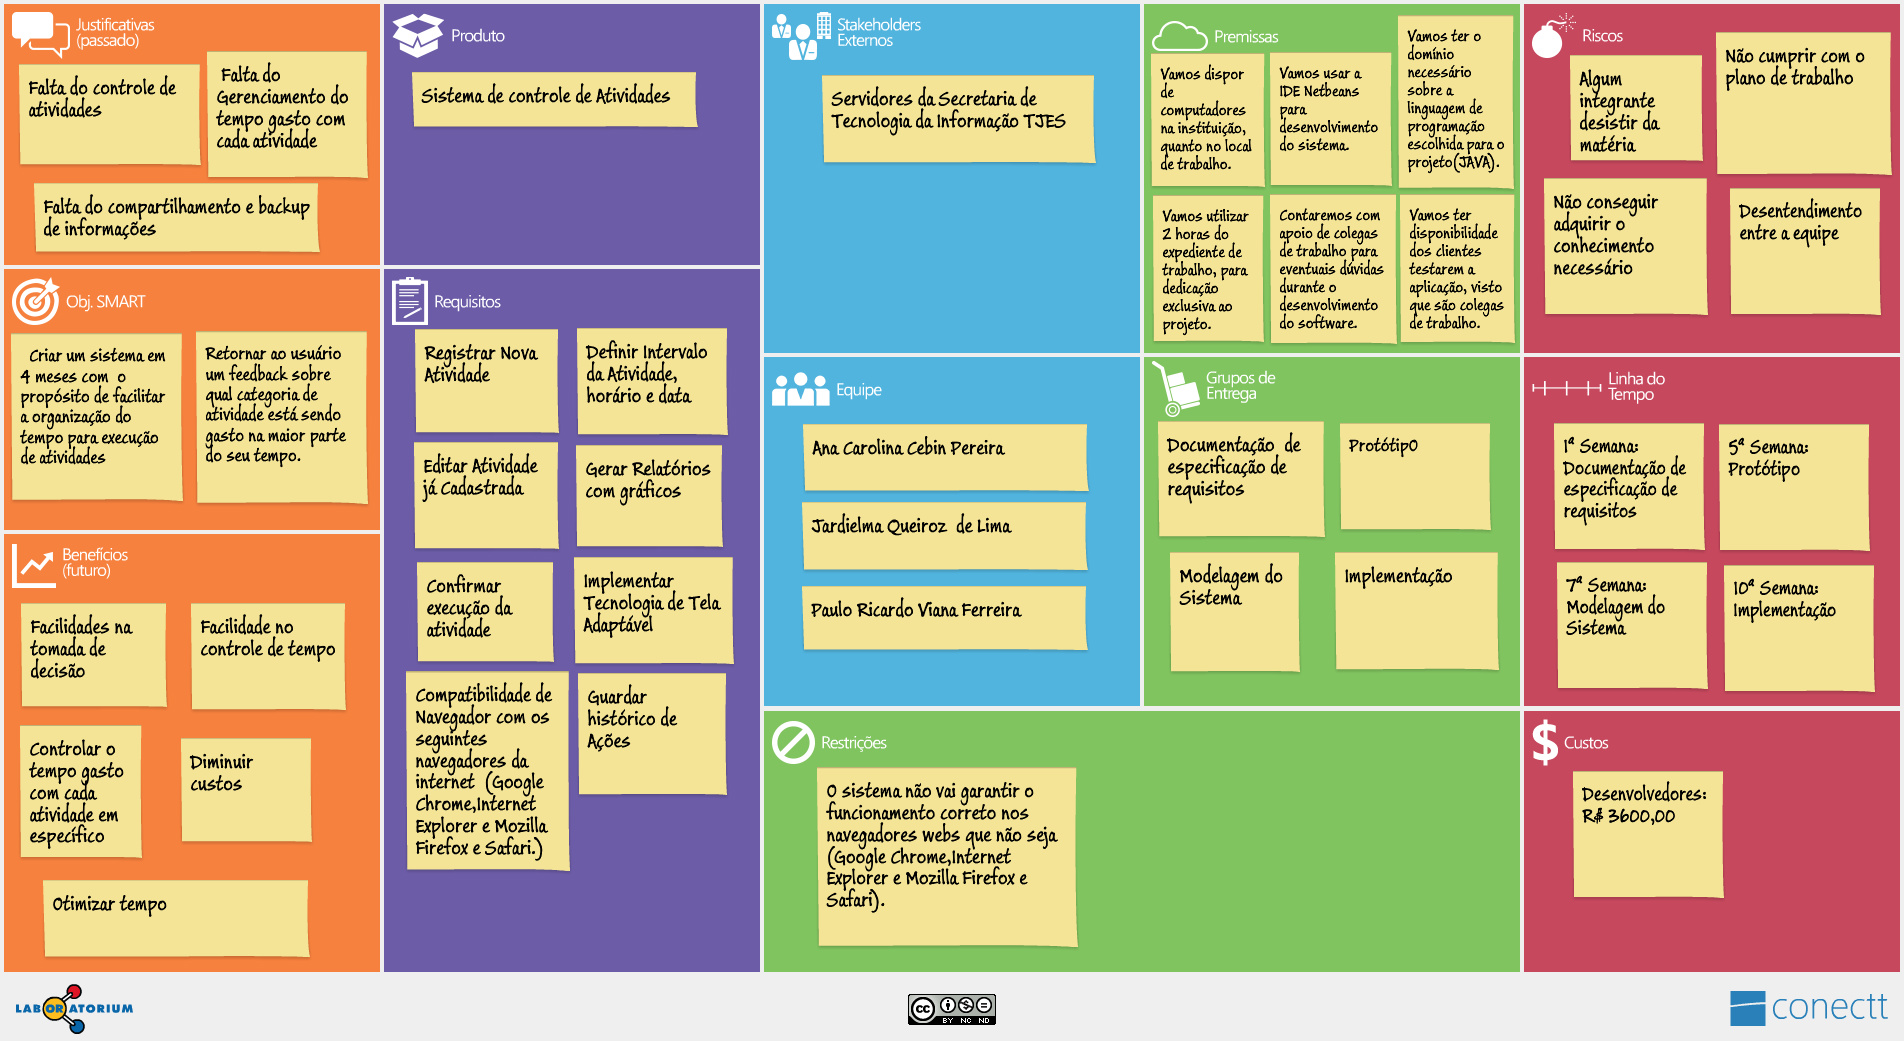 Justificativas
(passado)
Falta do controle de
atividades
Falta do
Gerenciamento do
tempo gasto com
cada atividade
Falta do compartilhamento e backup
de informações
Obj. SMART
Criar um sistema em
4 meses com o
propósito de facilitar
a organização do
tempo para execução
de atividades
Retornar ao usuário
um feedback sobre
qual categoria de
atividade está sendo
gasto na maior parte
do seu tempo.
Benefícios
(futuro)
Facilidades na
tomada de
decisão
Facilidade no
controle de tempo
Controlar o
tempo gasto
com cada
atividade em
específico
Diminuir
custos
Otimizar tempo
Produto
Sistema de controle de Atividades
Requisitos
Registrar Nova
Atividade
Definir Intervalo
da Atividade,
horário e data
Editar Atividade
já Cadastrada
Gerar Relatórios
com gráficos
Confirmar
execução da
atividade
Implementar
Tecnologia de Tela
Adaptável
Compatibilidade de
Navegador com os
seguintes
navegadores da
internet (Google
Chrome,Internet
Explorer e Mozilla
Firefox e Safari.)
Guardar
histórico de
Ações
Stakeholders
Externos
Servidores da Secretaria de
Tecnologia da Informação TJES
Equipe
Ana Carolina Cebin Pereira
Jardielma Queiroz de Lima
Paulo Ricardo Viana Ferreira
Premissas
Vamos dispor
de
computadores
na instituição,
quanto no local
de trabalho.
Vamos usar a
IDE Netbeans
para
desenvolvimento
do sistema.
Vamos ter o
domínio
necessário
sobre a
linguagem de
programação
escolhida para o
projeto(JAVA).
Vamos utilizar
2 horas do
expediente de
trabalho, para
dedicação
exclusiva ao
projeto.
Contaremos com
apoio de colegas
de trabalho para
eventuais dúvidas
durante o
desenvolvimento
do software.
Vamos ter
disponibilidade
dos clientes
testarem a
aplicação, visto
que são colegas
de trabalho.
Grupos de
Entrega
Documentação de
especificação de
requisitos
Protótip0
Modelagem do
Sistema
Implementação
Restrições
O sistema não vai garantir o
funcionamento correto nos
navegadores webs que não seja
(Google Chrome,Internet
Explorer e Mozilla Firefox e
Safari).
Riscos
Algum
integrante
desistir da
matéria
Não cumprir com o
plano de trabalho
Não conseguir
adquirir o
conhecimento
necessário
Desentendimento
entre a equipe
Linha do
Tempo
1ª Semana:
Documentação de
especificação de
requisitos
5ª Semana:
Protótipo
7ª Semana:
Modelagem do
Sistema
10ª Semana:
Implementação
$ Custos
Desenvolvedores:
R$ 3600,00
LABORATORIUM
cc
BY NC ND
conectt